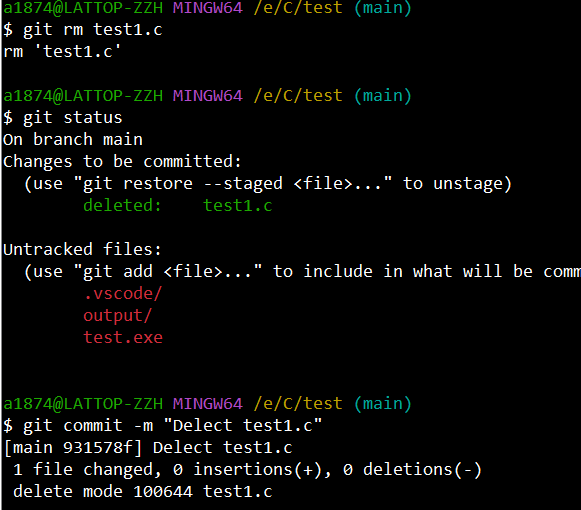 a1874@LATTOP-ZZH MINGW64 /e/C/test (main)
$ git rm test1.c
rm 'test1.c'
a1874@LATTOP-ZZH MINGW64 /e/C/test (main)
$ git status
On branch main
Changes to be committed:
  (use "git restore --staged <file>..." to unstage)
        deleted:    test1.c
Untracked files:
  (use "git add <file>..." to include in what will be comm
        .vscode/
        output/
        test.exe
a1874@LATTOP-ZZH MINGW64 /e/C/test (main)
$ git commit -m "Delect test1.c"
[main 931578f] Delect test1.c
 1 file changed, 0 insertions(+), 0 deletions(-)
 delete mode 100644 test1.c